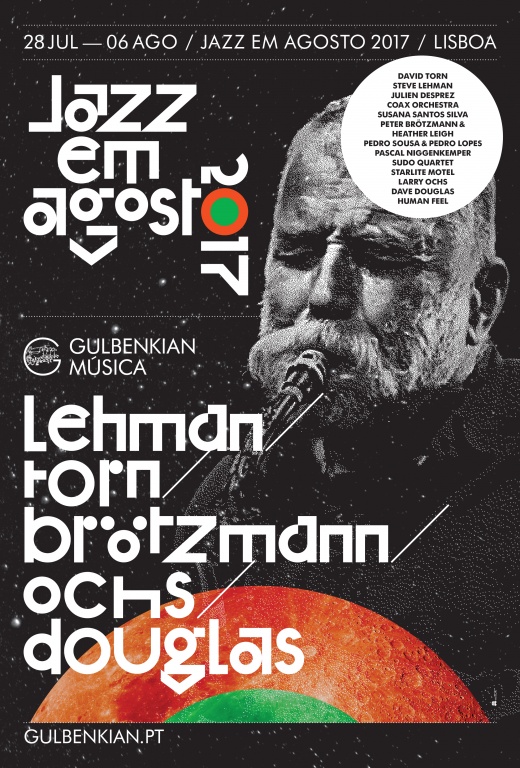 28 JUL — 06 AGO / JAZZ EM AGOSTO 2017 / LISBOA
DAVID TORN
STEVE LEHMAN
JULIEN DESPREZ
COAX ORCHESTRA
SUSANA SANTOS SILVA
PETER BRÖTZMANN &
HEATHER LEIGH
PEDRO SOUSA & PEDRO LOPES
PASCAL NIGGENKEMPER
SUDO QUARTET
STARLITE MOTEL
LARRY OCHS
DAVE DOUGLAS
HUMAN FEEL
Jazz
em
agosto
2017
GULBENKIAN
MÚSICA
Lehman
torn
brötzmann
ochs
douglas
GULBENKIAN.PT